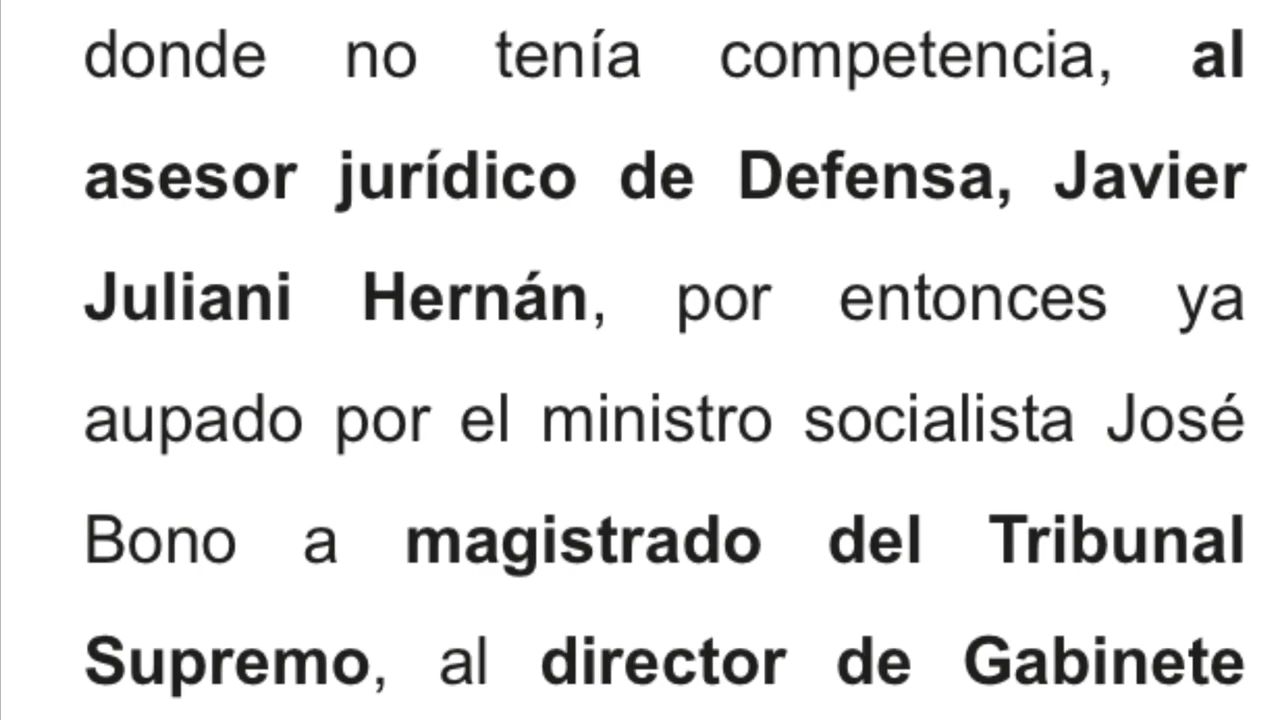 donde no tenía competencia, al
asesor jurídico de Defensa, Javier
Juliani Hernán, por entonces ya
aupado por el ministro socialista José
Bono a magistrado del Tribunal
Supremo, al director de Gabinete